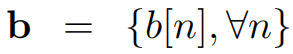 b = {b[n], ∀n}